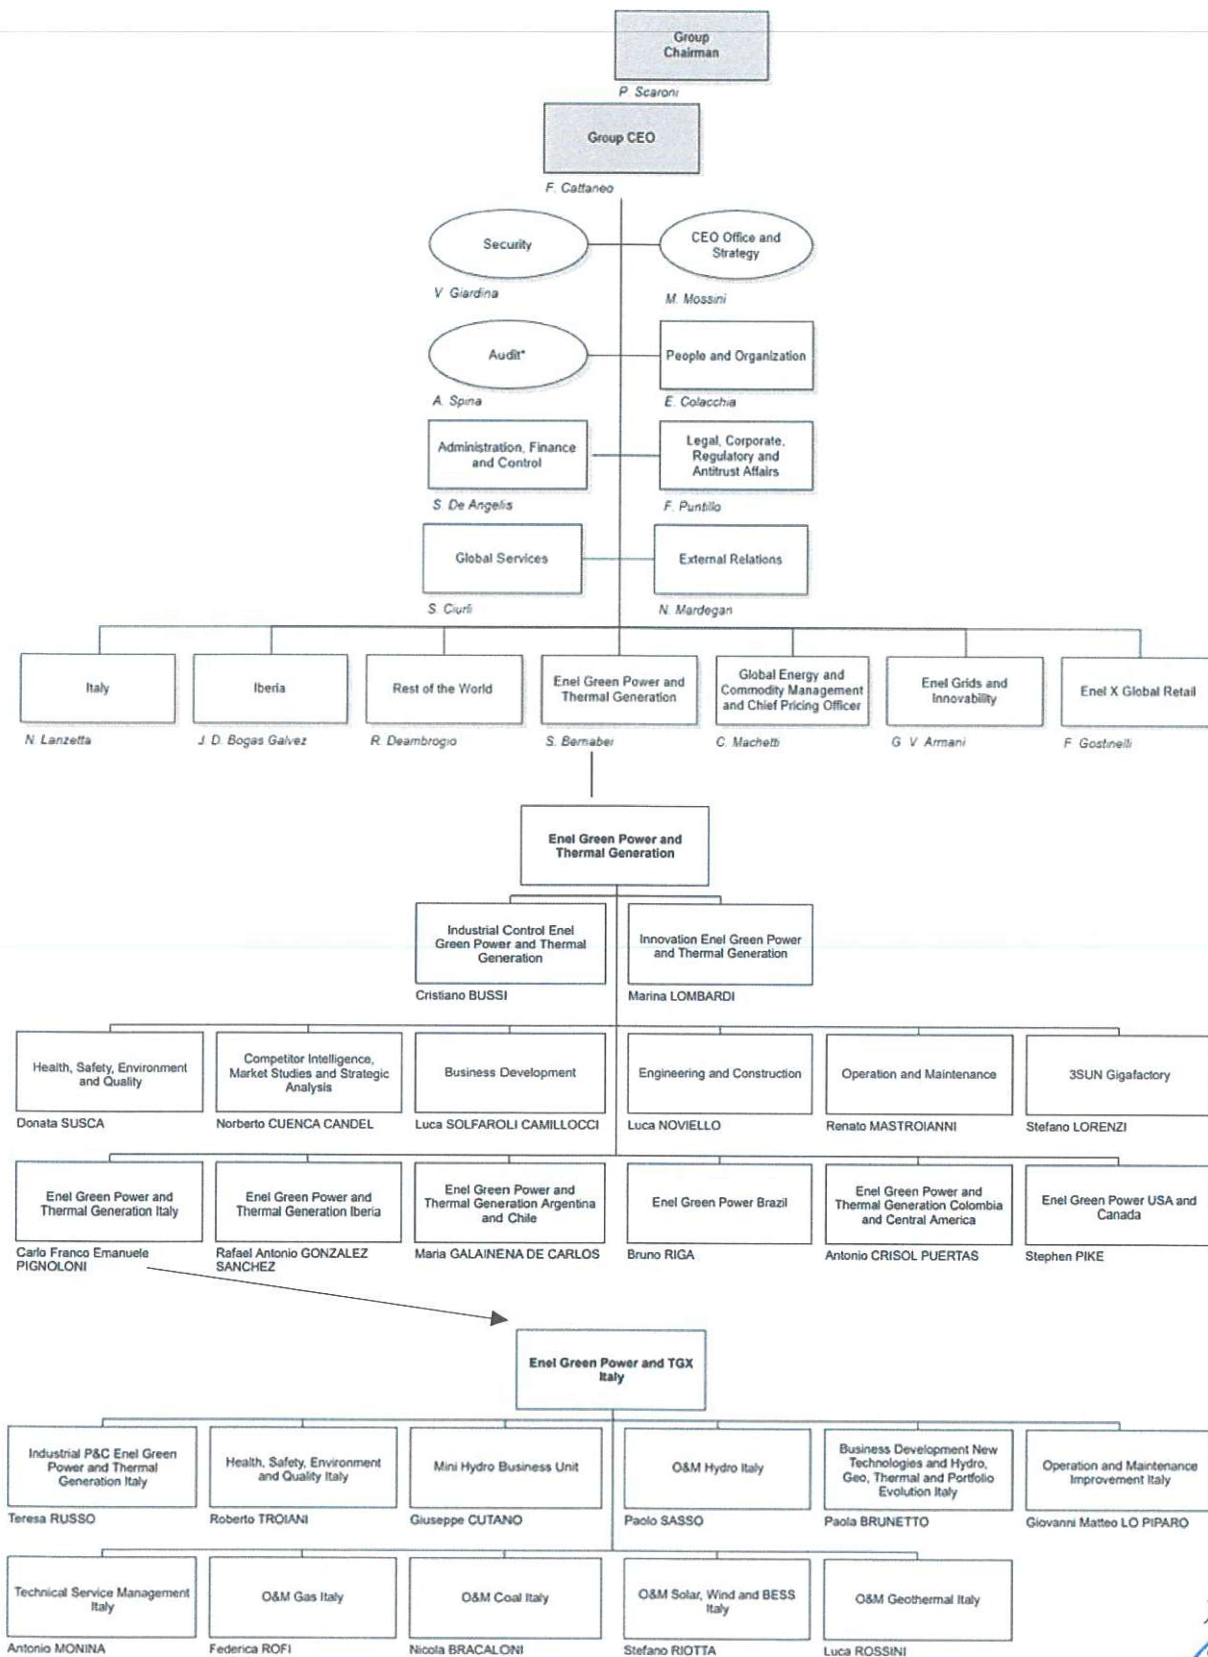 Group
Chairman
P. Scaroni
Group CEO
F. Cattaneo
Security
V. Giardina
CEO Office and
Strategy
M. Mossini
Audit*
A. Spina
People and Organization
E. Colacchia
Administration, Finance
and Control
S. De Angelis
Legal, Corporate,
Regulatory and
Antitrust Affairs
F. Puntillo
Global Services
S. Ciurli
External Relations
N. Mardegan
Italy
N. Lanzetta
Iberia
J. D. Bogas Galvez
Rest of the World
R. Deambrogio
Enel Green Power and
Thermal Generation
S. Bernabei
Global Energy and
Commodity Management
and Chief Pricing Officer
C. Machetti
Enel Grids and
Innovability
G V Armani
Enel X Global Retail
F Gostinelli
Enel Green Power and
Thermal Generation
Industrial Control Enel
Green Power and Thermal
Generation
Cristiano BUSSI
Innovation Enel Green Power
and Thermal Generation
Marina LOMBARDI
Health, Safety, Environment
and Quality
Donata SUSCA
Competitor Intelligence,
Market Studies and Strategic
Analysis
Norberto CUENCA CANDEL
Business Development
Luca SOLFAROLI CAMILLOCCI
Engineering and Construction
Luca NOVIELLO
Operation and Maintenance
Renato MASTROIANNI
3SUN Gigafactory
Stefano LORENZI
Enel Green Power and
Thermal Generation Italy
Carlo Franco Emanuele
PIGNOLONI
Enel Green Power and
Thermal Generation Iberia
Rafael Antonio GONZALEZ
SANCHEZ
Enel Green Power and
Thermal Generation Argentina
and Chile
Maria GALAINENA DE CARLOS
Enel Green Power Brazil
Bruno RIGA
Enel Green Power and
Thermal Generation Colombia
and Central America
Antonio CRISOL PUERTAS
Enel Green Power USA and
Canada
Stephen PIKE
Enel Green Power and TGX
Italy
Industrial P&C Enel Green
Power and Thermal
Generation Italy
Teresa RUSSO
Health, Safety, Environment
and Quality Italy
Roberto TROIANI
Mini Hydro Business Unit
Giuseppe CUTANO
O&M Hydro Italy
Paolo SASSO
Business Development New
Technologies and Hydro,
Geo, Thermal and Portfolio
Evolution Italy
Paola BRUNETTO
Operation and Maintenance
Improvement Italy
Giovanni Matteo LO PIPARO
Technical Service Management
Italy
Antonio MONINA
O&M Gas Italy
Federica ROFI
O&M Coal Italy
Nicola BRACALONI
O&M Solar, Wind and BESS
Italy
Stefano RIOTTA
O&M Geothermal Italy
Luca ROSSINI